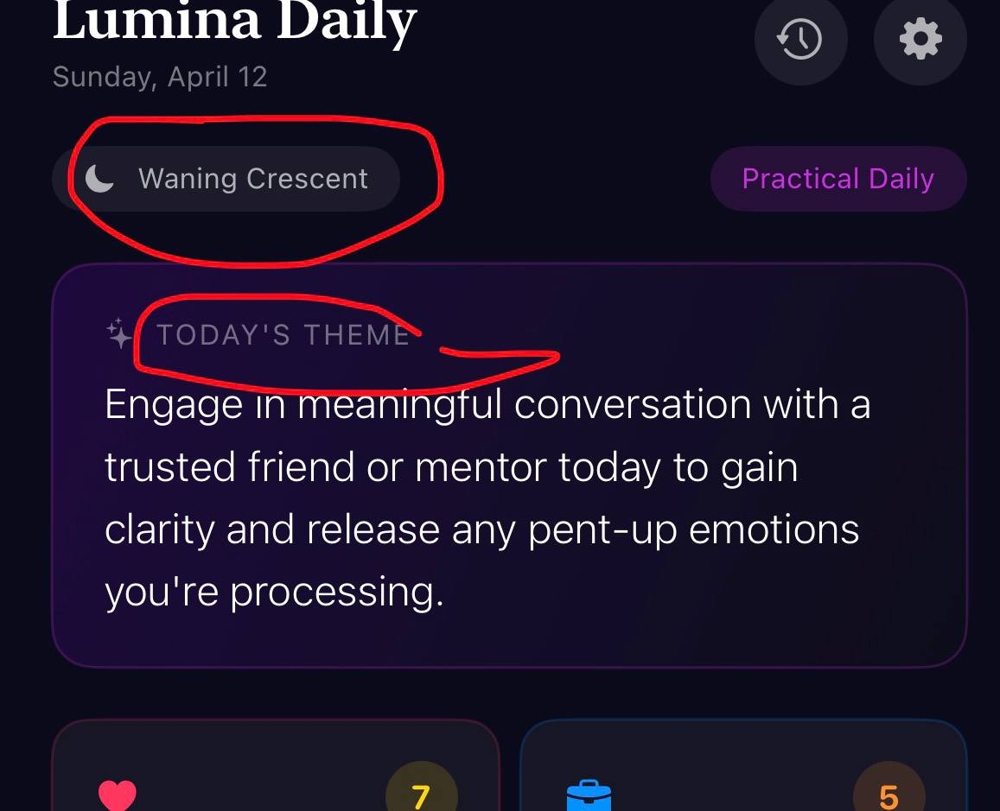 Lumina Daily
Sunday, April 12
Waning Crescent
Practical Daily
TODAY'S THEME
Engage in meaningful conversation with a
trusted friend or mentor today to gain
clarity and release any pent-up emotions
you're processing.
7
5